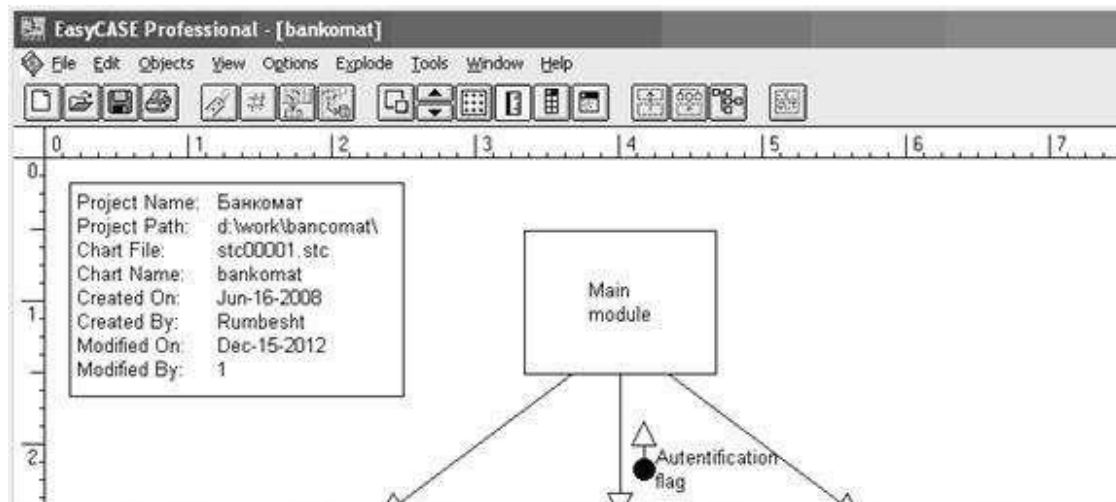 EasyCASE Professional - [bankomat]
File Edit Objects View Options Explode Tools Window Help
0 1 2 3 4 5 6 7
0
Project Name: Банкомат
Project Path: d:\work\bancomat\
Chart File: stc00001.stc
Chart Name: bankomat
Created On: Jun-16-2008
Created By: Rumbesht
Modified On: Dec-15-2012
Modified By: 1
Main
module
1
2
Autentification
flag